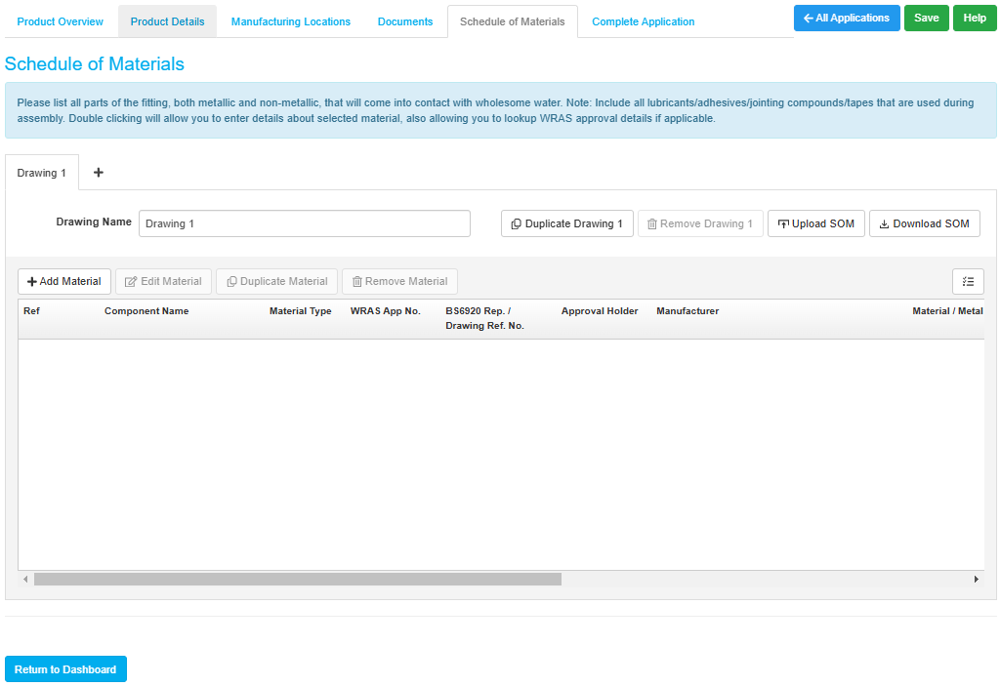 Product Overview Product Details Manufacturing Locations Documents Schedule of Materials Complete Application All Applications Save Help
Schedule of Materials
Please list all parts of the fitting, both metallic and non-metallic, that will come into contact with wholesome water. Note: Include all lubricants/adhesives/jointing compounds/tapes that are used during
assembly. Double clicking will allow you to enter details about selected material, also allowing you to lookup WRAS approval details if applicable.
Drawing 1 +
Drawing Name Drawing 1 Duplicate Drawing 1 Remove Drawing 1 Upload SOM Download SOM
+ Add Material Edit Material Duplicate Material Remove Material
Ref Component Name Material Type WRAS App No. BS6920 Rep. / Approval Holder Manufacturer Material / Metal
Drawing Ref. No.
Return to Dashboard